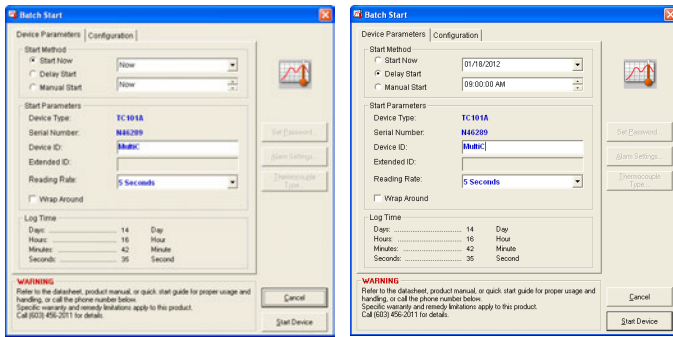 Batch Start
Device Parameters Configuration
Start Method
Start Now
Delay Start
Manual Start
Now
Now
Start Parameters
Device Type: TC101A
Serial Number: N46289
Device ID: MultiC
Extended ID:
Reading Rate: 5 Seconds
Wrap Around
Set Password...
Alarm Settings...
Thermocouple
Type...
Log Time
Days: 14 Day
Hours: 16 Hour
Minutes: 42 Minute
Seconds: 35 Second
WARNING
Refer to the datasheet, product manual, or quick start guide for proper usage and
handling, or call the phone number below.
Specific warranty and remedy limitations apply to this product.
Call (603) 456-2011 for details.
Cancel
Start Device
Batch Start
Device Parameters Configuration
Start Method
Start Now
Delay Start
Manual Start
01/18/2012
09:00:00 AM
Start Parameters
Device Type: TC101A
Serial Number: N46289
Device ID: MultiC
Extended ID:
Reading Rate: 5 Seconds
Wrap Around
Set Password...
Alarm Settings...
Thermocouple
Type...
Log Time
Days: 14 Day
Hours: 16 Hour
Minutes: 42 Minute
Seconds: 35 Second
WARNING
Refer to the datasheet, product manual, or quick start guide for proper usage and
handling, or call the phone number below.
Specific warranty and remedy limitations apply to this product.
Call (603) 456-2011 for details.
Cancel
Start Device